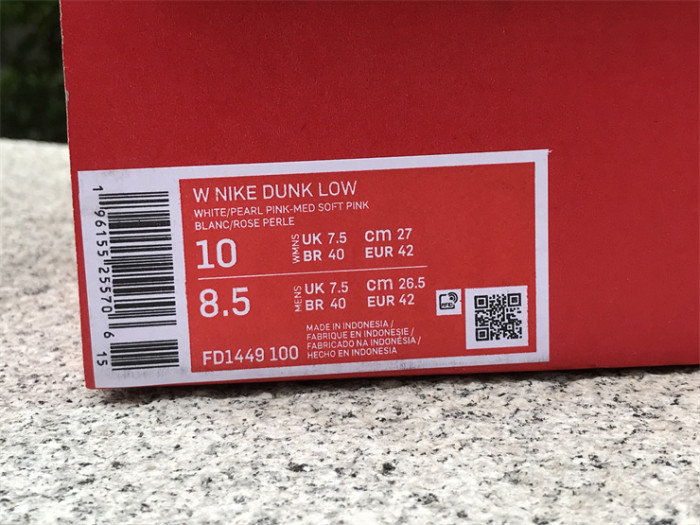 W NIKE DUNK LOW
WHITE/PEARL PINK-MED SOFT PINK
BLANC/ROSE PERLE
10 WMNS UK 7.5 cm 27
BR 40 EUR 42
8.5 MENS UK 7.5 cm 26.5
BR 40 EUR 42
MADE IN INDONESIA/
FABRIQUE EN INDONESIE/
FABRICADO NA INDONÉSIA/
HECHO EN INDONESIA
FD1449 100
1 96155 25570 6 15